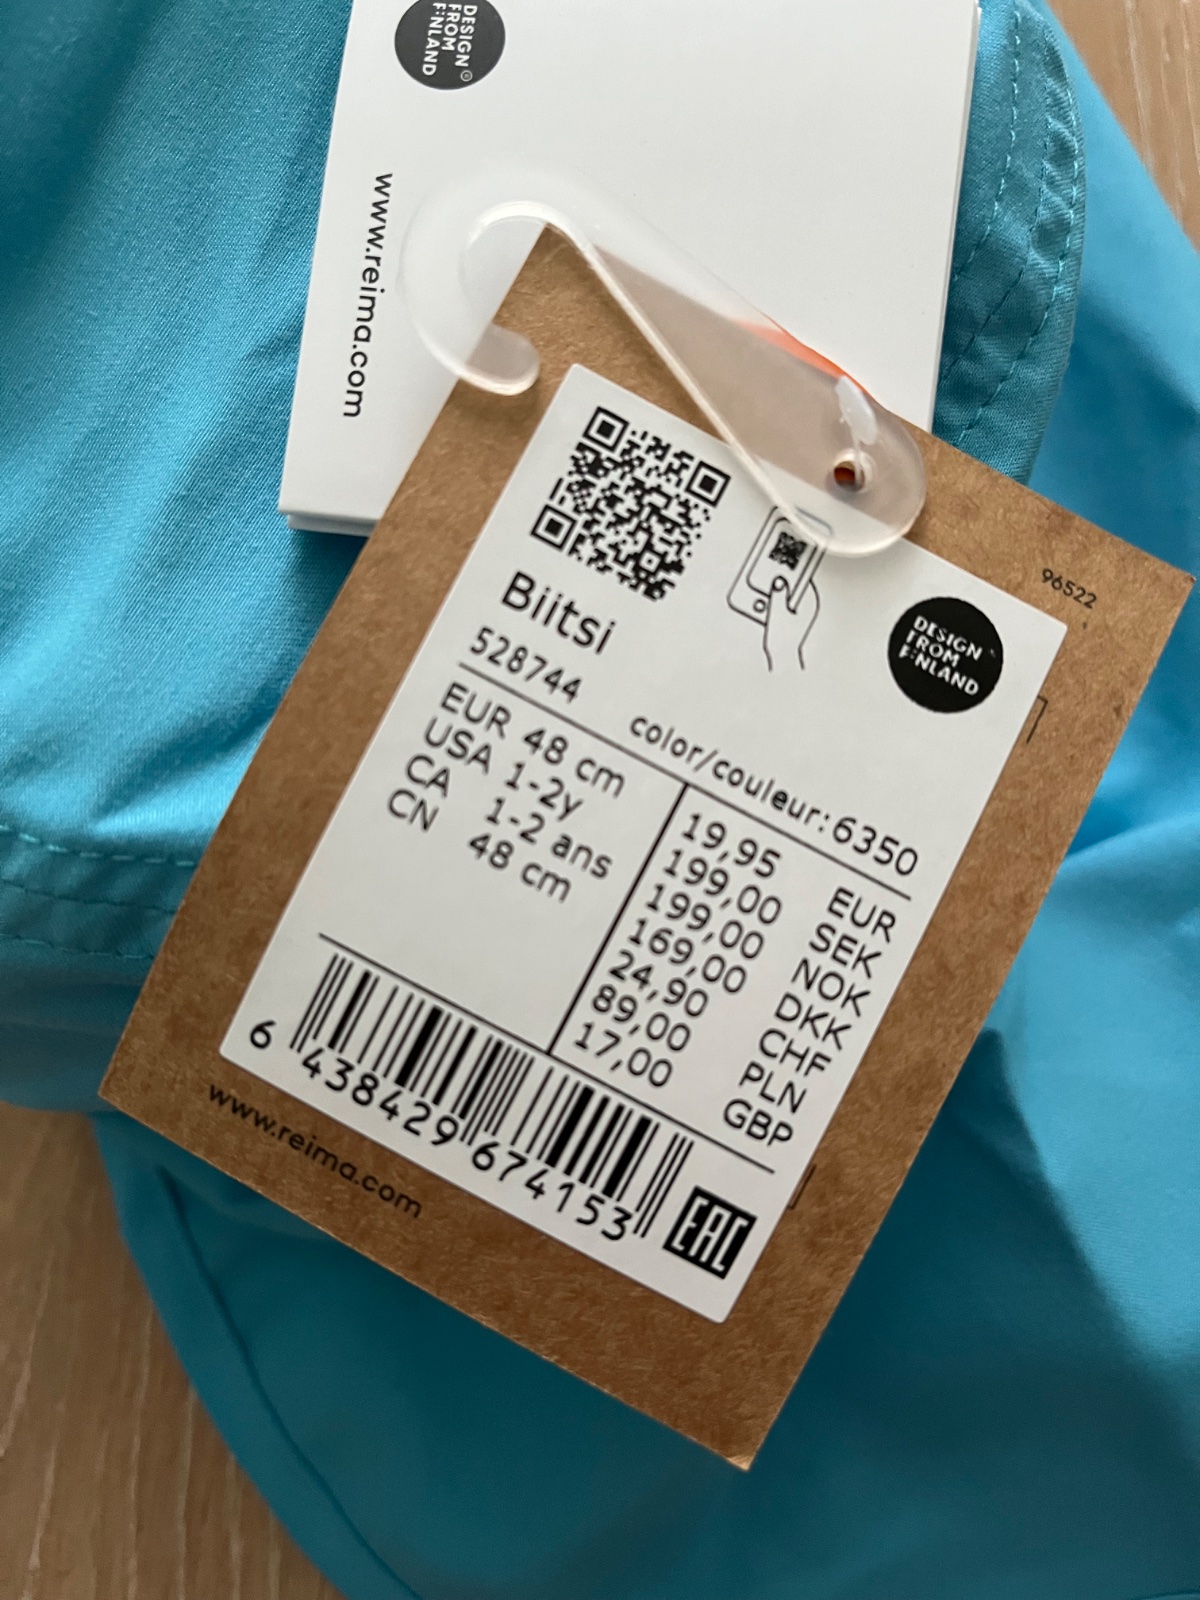 DESIGN®
FROM
FINLAND
www.reima.com
96522
DESIGN
FROM
FINLAND
Biitsi
528744
color/couleur: 6350
EUR 48 cm
USA 1-2y
CA 1-2 ans
CN 48 cm
19,95 EUR
199,00 SEK
199,00 NOK
169,00 DKK
24,90 CHF
89,00 PLN
17,00 GBP
6 438429 674153
EAC
www.reima.com